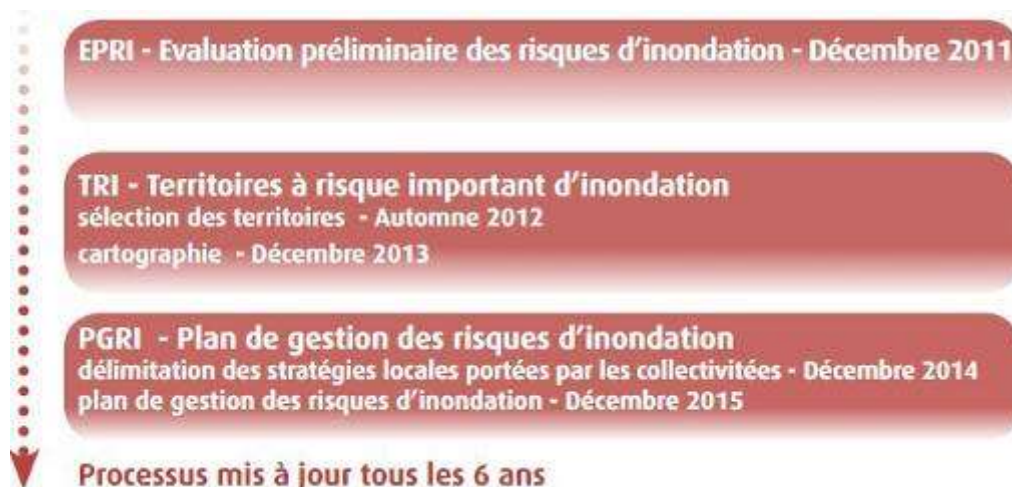 EPRI - Evaluation préliminaire des risques d'inondation - Décembre 2011
TRI - Territoires à risque important d'inondation
sélection des territoires - Automne 2012
cartographie - Décembre 2013
PGRI - Plan de gestion des risques d'inondation
délimitation des stratégies locales portées par les collectivitées - Décembre 2014
plan de gestion des risques d'inondation - Décembre 2015
Processus mis à jour tous les 6 ans